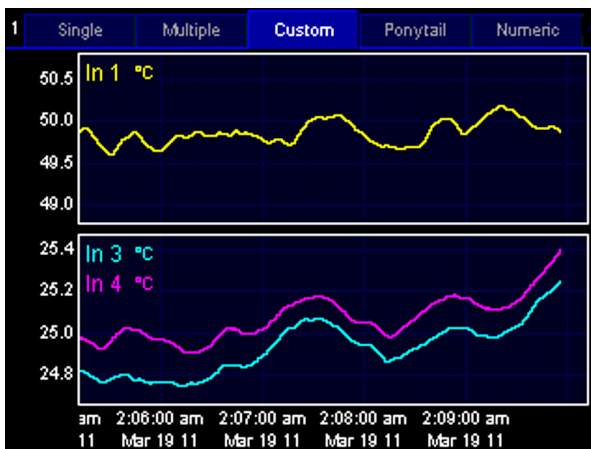 1 Single Multiple Custom Ponytail Numeric
In 1 °C
50.5
50.0
49.5
49.0
In 3 °C
In 4 °C
25.4
25.2
25.0
24.8
am 2:06:00 am 2:07:00 am 2:08:00 am 2:09:00 am
11 Mar 19 11 Mar 19 11 Mar 19 11 Mar 19 11